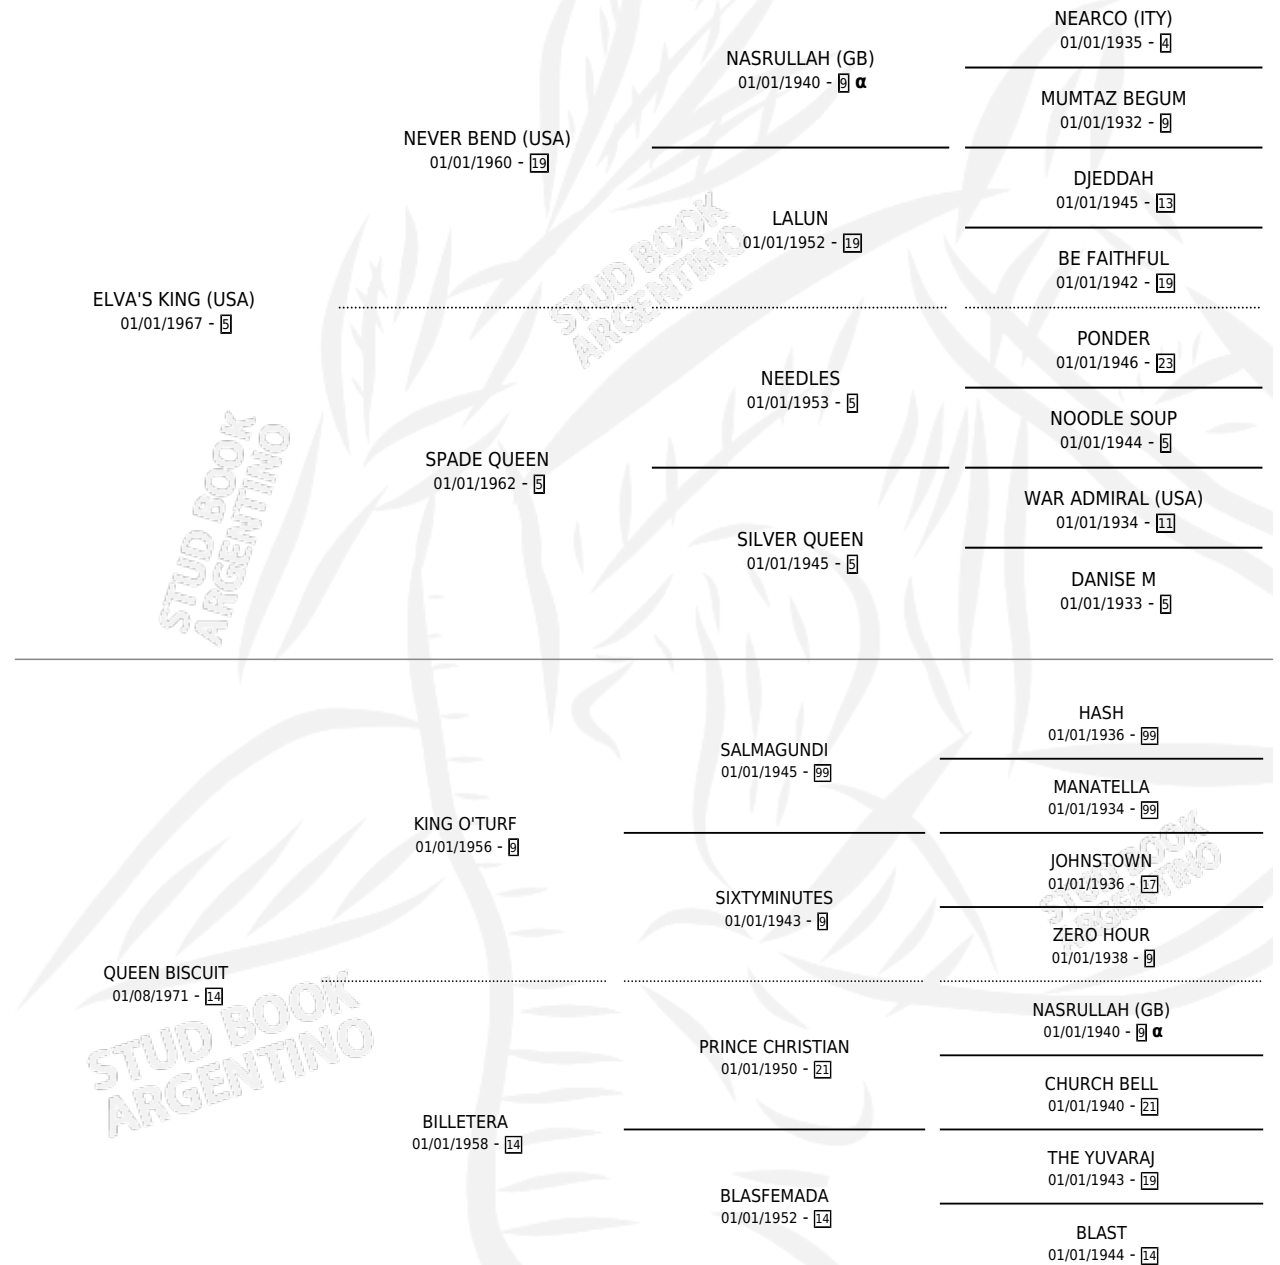 NEARCO (ITY)
01/01/1935 - 4
NASRULLAH (GB)
01/01/1940 - 9 α
MUMTAZ BEGUM
01/01/1932 - 9
NEVER BEND (USA)
01/01/1960 - 19
DJEDDAH
01/01/1945 - 13
LALUN
01/01/1952 - 19
BE FAITHFUL
01/01/1942 - 19
ELVA'S KING (USA)
01/01/1967 - 5
PONDER
01/01/1946 - 23
NEEDLES
01/01/1953 - 5
NOODLE SOUP
01/01/1944 - 5
SPADE QUEEN
01/01/1962 - 5
WAR ADMIRAL (USA)
01/01/1934 - 11
SILVER QUEEN
01/01/1945 - 5
DANISE M
01/01/1933 - 5
HASH
01/01/1936 - 99
SALMAGUNDI
01/01/1945 - 99
MANATELLA
01/01/1934 - 99
KING O'TURF
01/01/1956 - 9
JOHNSTOWN
01/01/1936 - 17
SIXTYMINUTES
01/01/1943 - 9
ZERO HOUR
01/01/1938 - 9
QUEEN BISCUIT
01/08/1971 - 14
NASRULLAH (GB)
01/01/1940 - 9 α
PRINCE CHRISTIAN
01/01/1950 - 21
CHURCH BELL
01/01/1940 - 21
BILLETERA
01/01/1958 - 14
THE YUVARAJ
01/01/1943 - 19
BLASFEMADA
01/01/1952 - 14
BLAST
01/01/1944 - 14
STUD BOOK
ARGENTINO
STUD BOOK
ARGENTINO
STUD BOOK
ARGENTINO
STUD BOOK
ARGENTINO